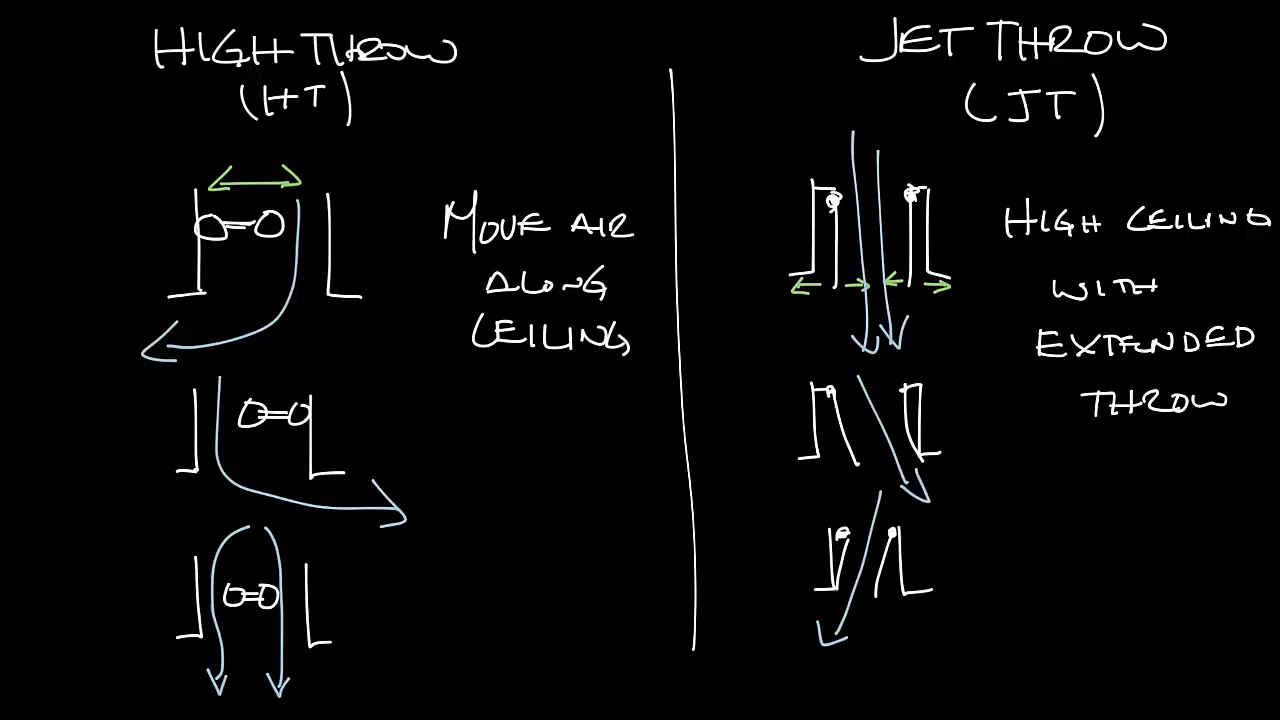 HIGH THROW
(HT)
MOVE AIR
ALONG
CEILING
JET THROW
(JT)
HIGH CEILING
WITH
EXTENDED
THROW